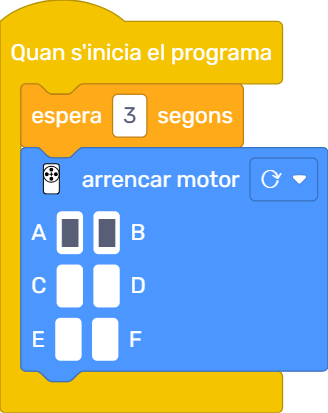 Quan s'inicia el programa
espera 3 segons
arrencar motor
A B
C D
E F